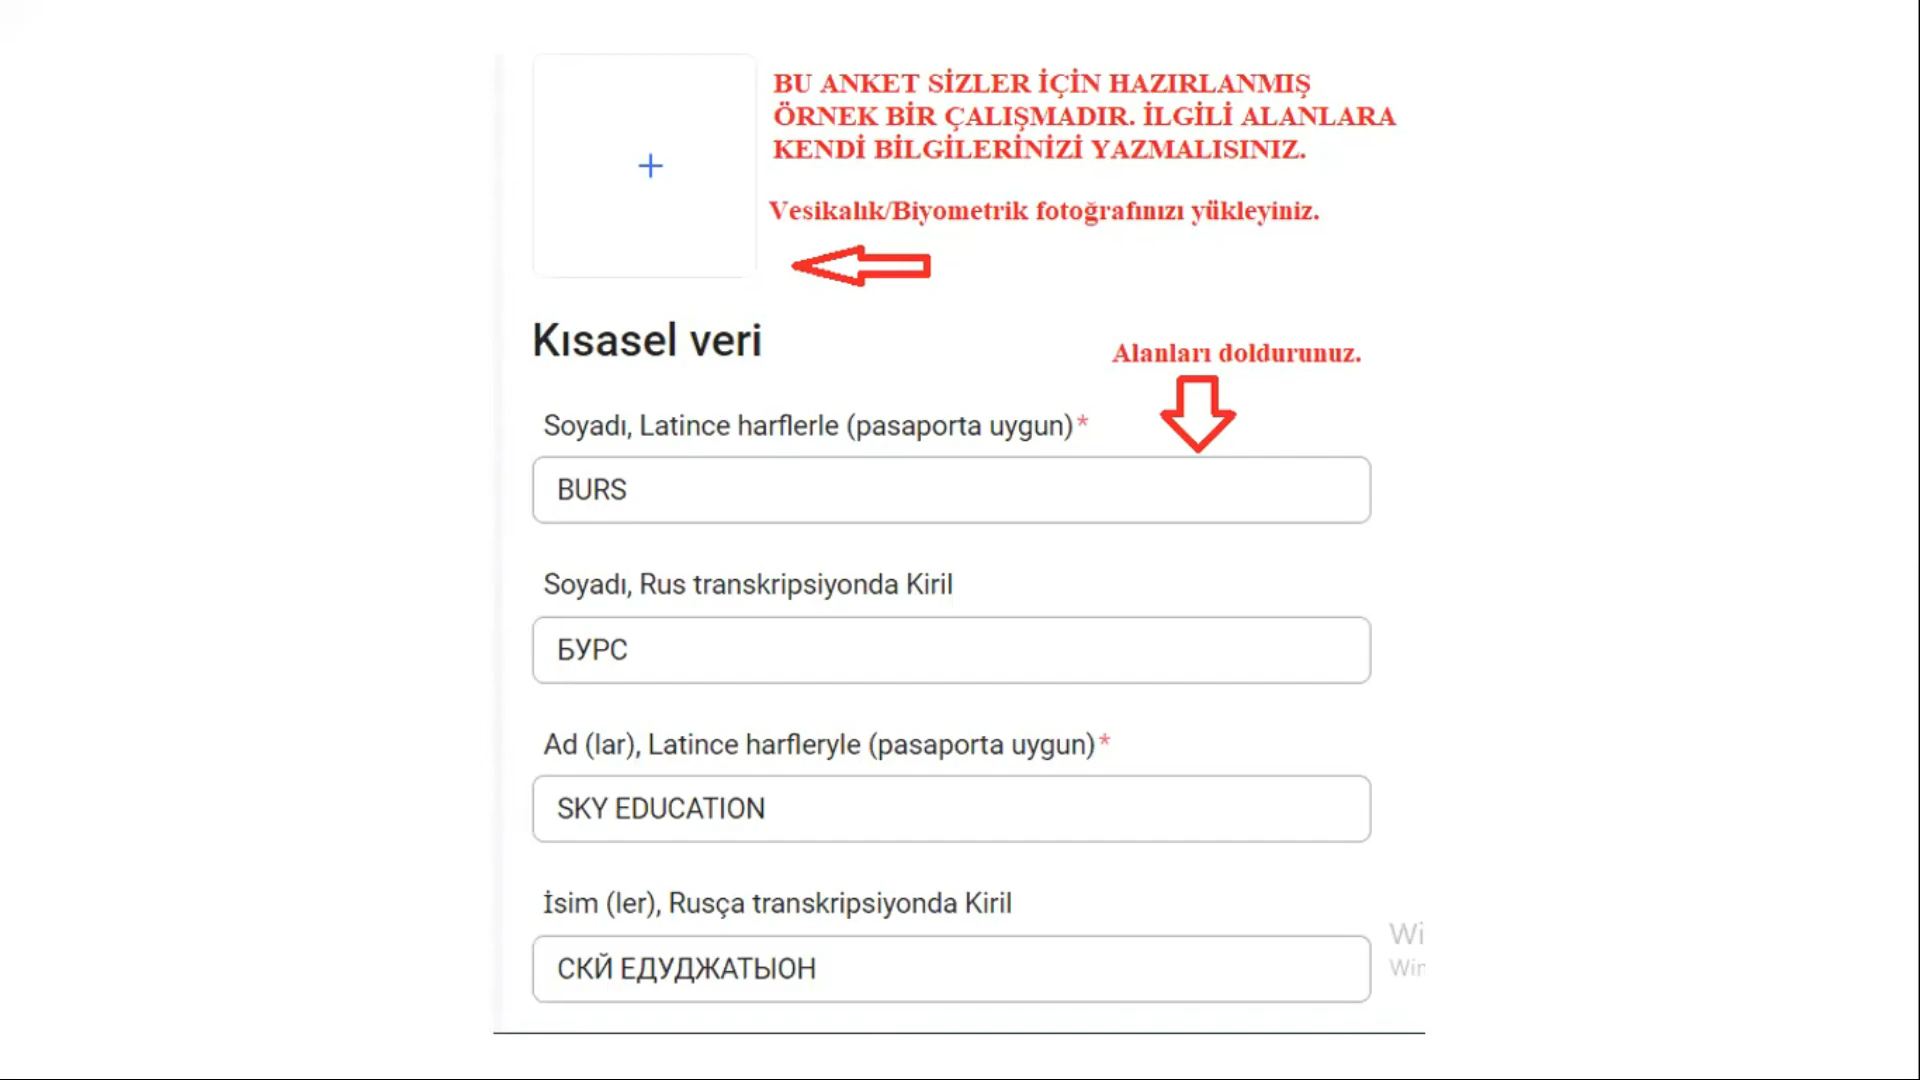 BU ANKET SİZLER İÇİN HAZIRLANMIŞ
ÖRNEK BİR ÇALIŞMADIR. İLGİLİ ALANLARA
KENDİ BİLGİLERİNİZİ YAZMALISINIZ.
Vesikalık/Biyometrik fotoğrafınızı yükleyiniz.
Kısasel veri
Alanları doldurunuz.
Soyadı, Latince harflerle (pasaporta uygun)*
BURS
Soyadı, Rus transkripsiyonda Kiril
БУРС
Ad (lar), Latince harfleryle (pasaporta uygun)*
SKY EDUCATION
İsim (ler), Rusça transkripsiyonda Kiril
СКЙ ЕДУДЖАТЫОН